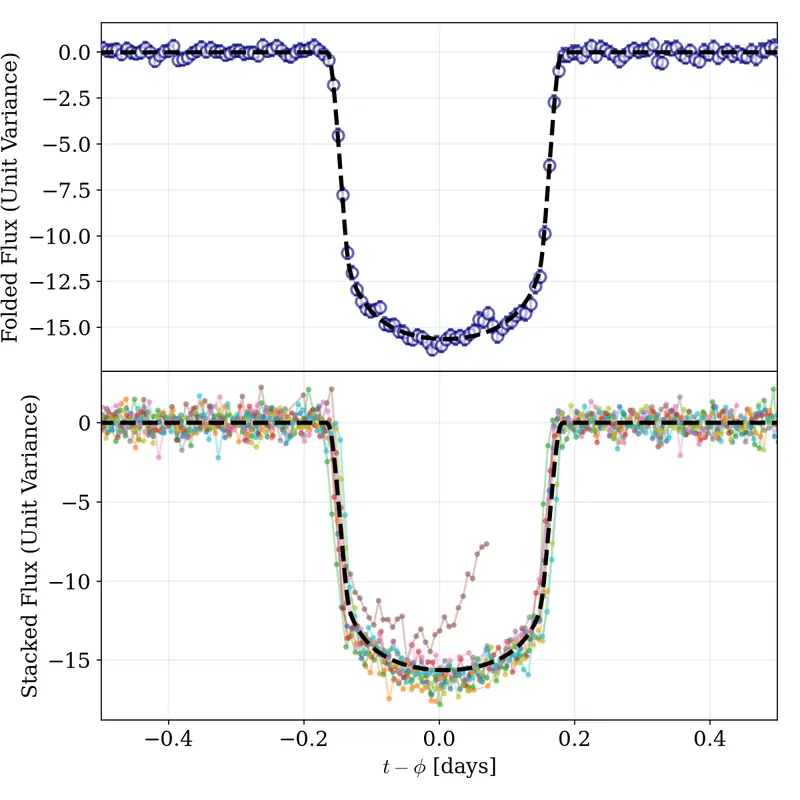 Folded Flux (Unit Variance)
0.0
−2.5
−5.0
−7.5
−10.0
−12.5
−15.0
Stacked Flux (Unit Variance)
0
−5
−10
−15
−0.4 −0.2 0.0 0.2 0.4
t − ϕ [days]